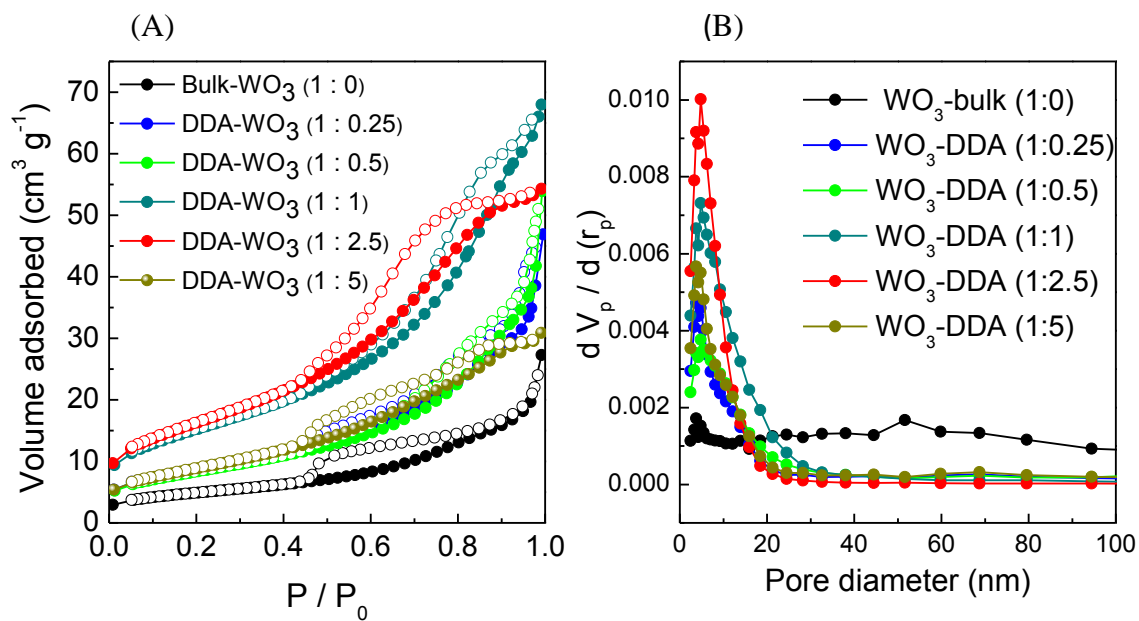 (A)
Volume adsorbed (cm³ g⁻¹)
70
60
50
40
30
20
10
0
Bulk-WO₃ (1 : 0)
DDA-WO₃ (1 : 0.25)
DDA-WO₃ (1 : 0.5)
DDA-WO₃ (1 : 1)
DDA-WO₃ (1 : 2.5)
DDA-WO₃ (1 : 5)
0.0 0.2 0.4 0.6 0.8 1.0
P / P₀
(B)
d Vₚ / d (rₚ)
0.010
0.008
0.006
0.004
0.002
0.000
WO₃-bulk (1:0)
WO₃-DDA (1:0.25)
WO₃-DDA (1:0.5)
WO₃-DDA (1:1)
WO₃-DDA (1:2.5)
WO₃-DDA (1:5)
0 20 40 60 80 100
Pore diameter (nm)